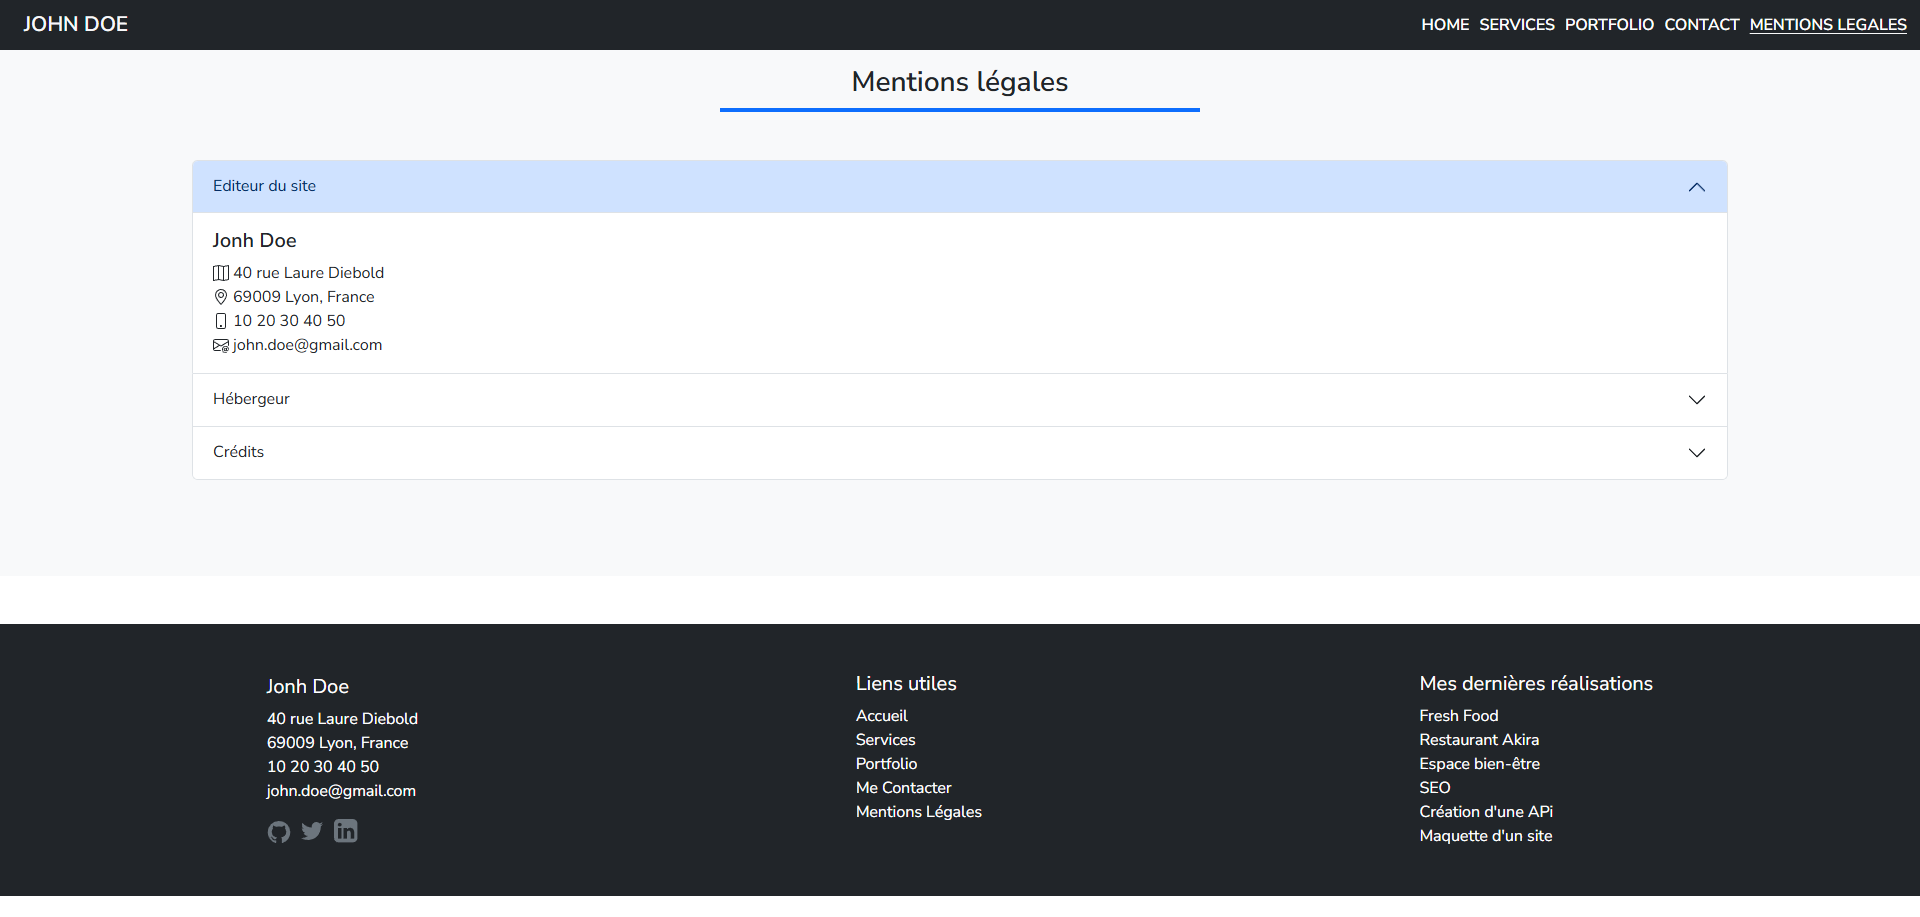 JOHN DOE
HOME SERVICES PORTFOLIO CONTACT MENTIONS LEGALES
Mentions légales
Editeur du site
Jonh Doe
40 rue Laure Diebold
69009 Lyon, France
10 20 30 40 50
john.doe@gmail.com
Hébergeur
Crédits
Jonh Doe
40 rue Laure Diebold
69009 Lyon, France
10 20 30 40 50
john.doe@gmail.com
Liens utiles
Accueil
Services
Portfolio
Me Contacter
Mentions Légales
Mes dernières réalisations
Fresh Food
Restaurant Akira
Espace bien-être
SEO
Création d'une APi
Maquette d'un site